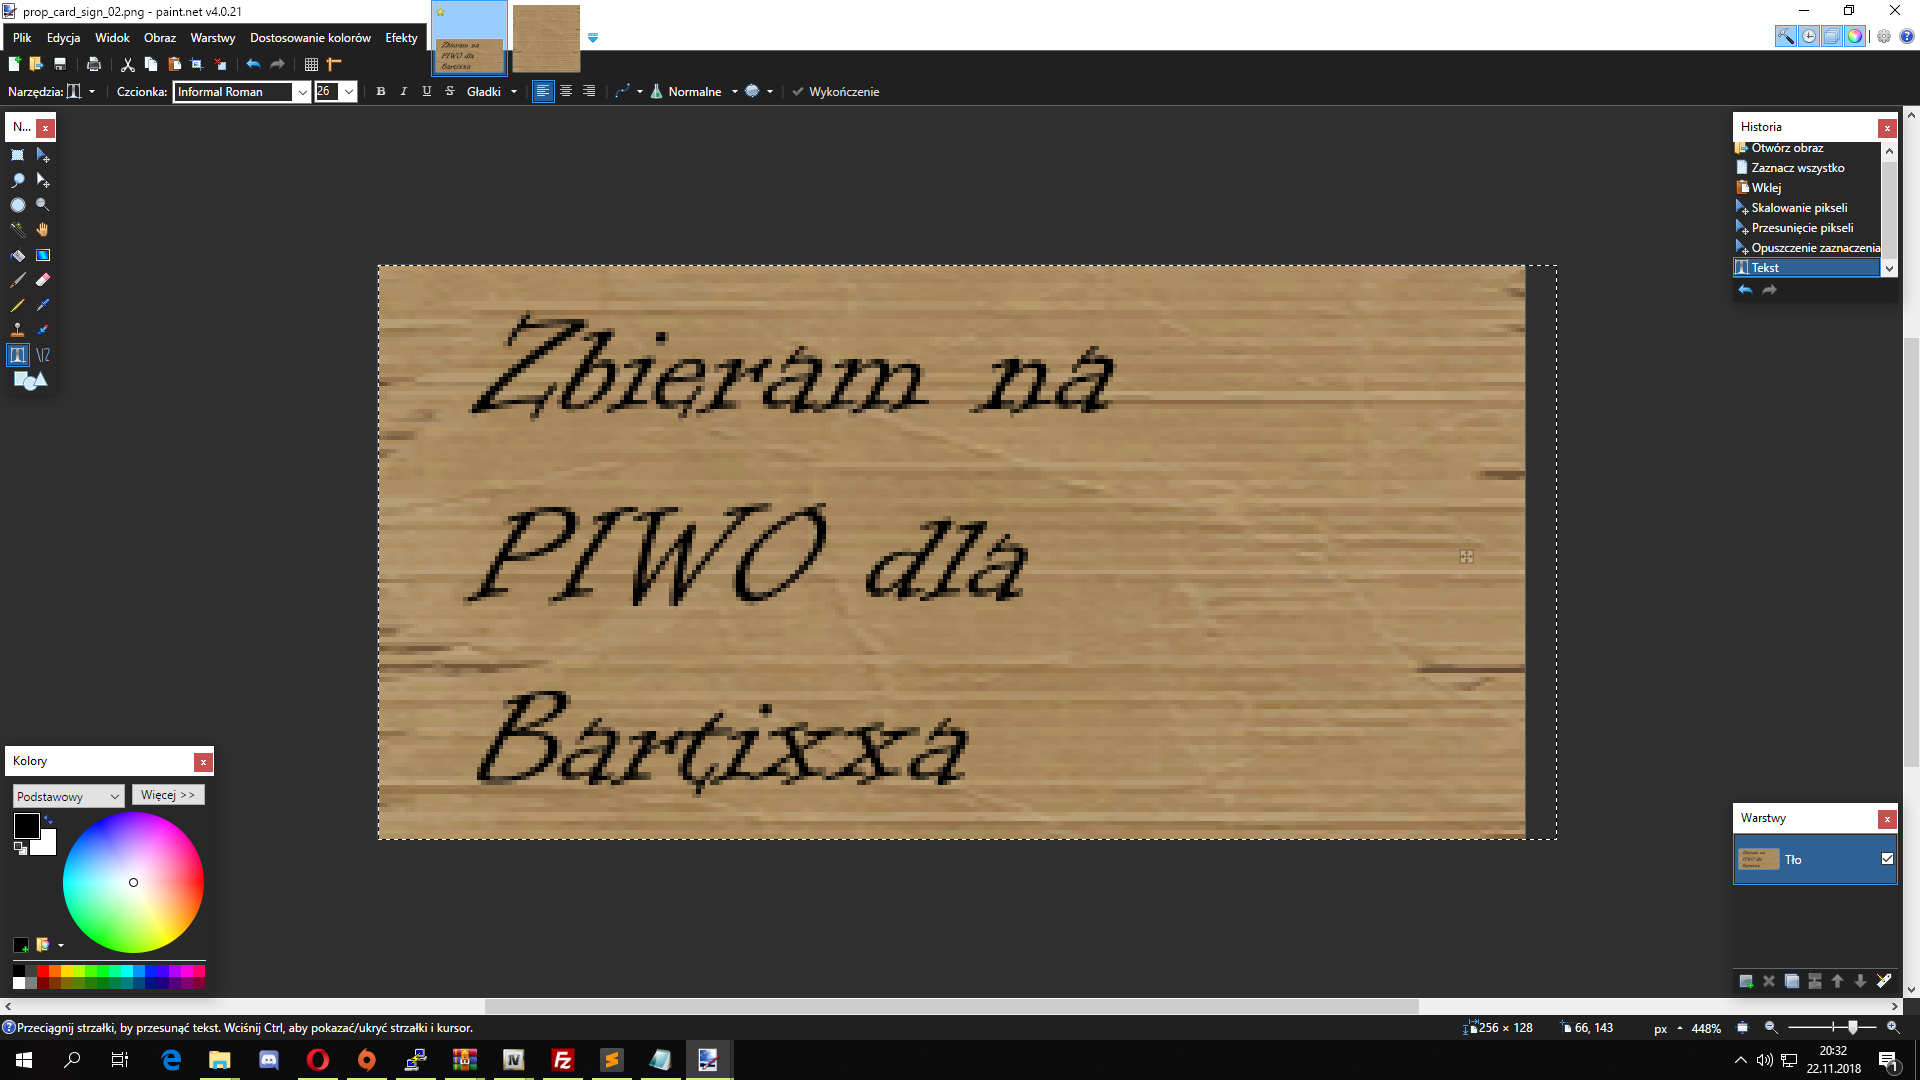 prop_card_sign_02.png - paint.net v4.0.21
Plik Edycja Widok Obraz Warstwy Dostosowanie kolorów Efekty
Narzędzia: Czcionka: Informal Roman 26 B I U S Gładki Normalne Wykończenie
N...
Historia
Otwórz obraz
Zaznacz wszystko
Wklej
Skalowanie pikseli
Przesunięcie pikseli
Opuszczenie zaznaczenia
Tekst
Zbieram na
PIWO dla
Bartixxa
Kolory
Podstawowy Więcej >>
Warstwy
Tło
Przeciągnij strzałki, by przesunąć tekst. Wciśnij Ctrl, aby pokazać/ukryć strzałki i kursor.
256 × 128 66, 143 px 448%
20:32
22.11.2018
1